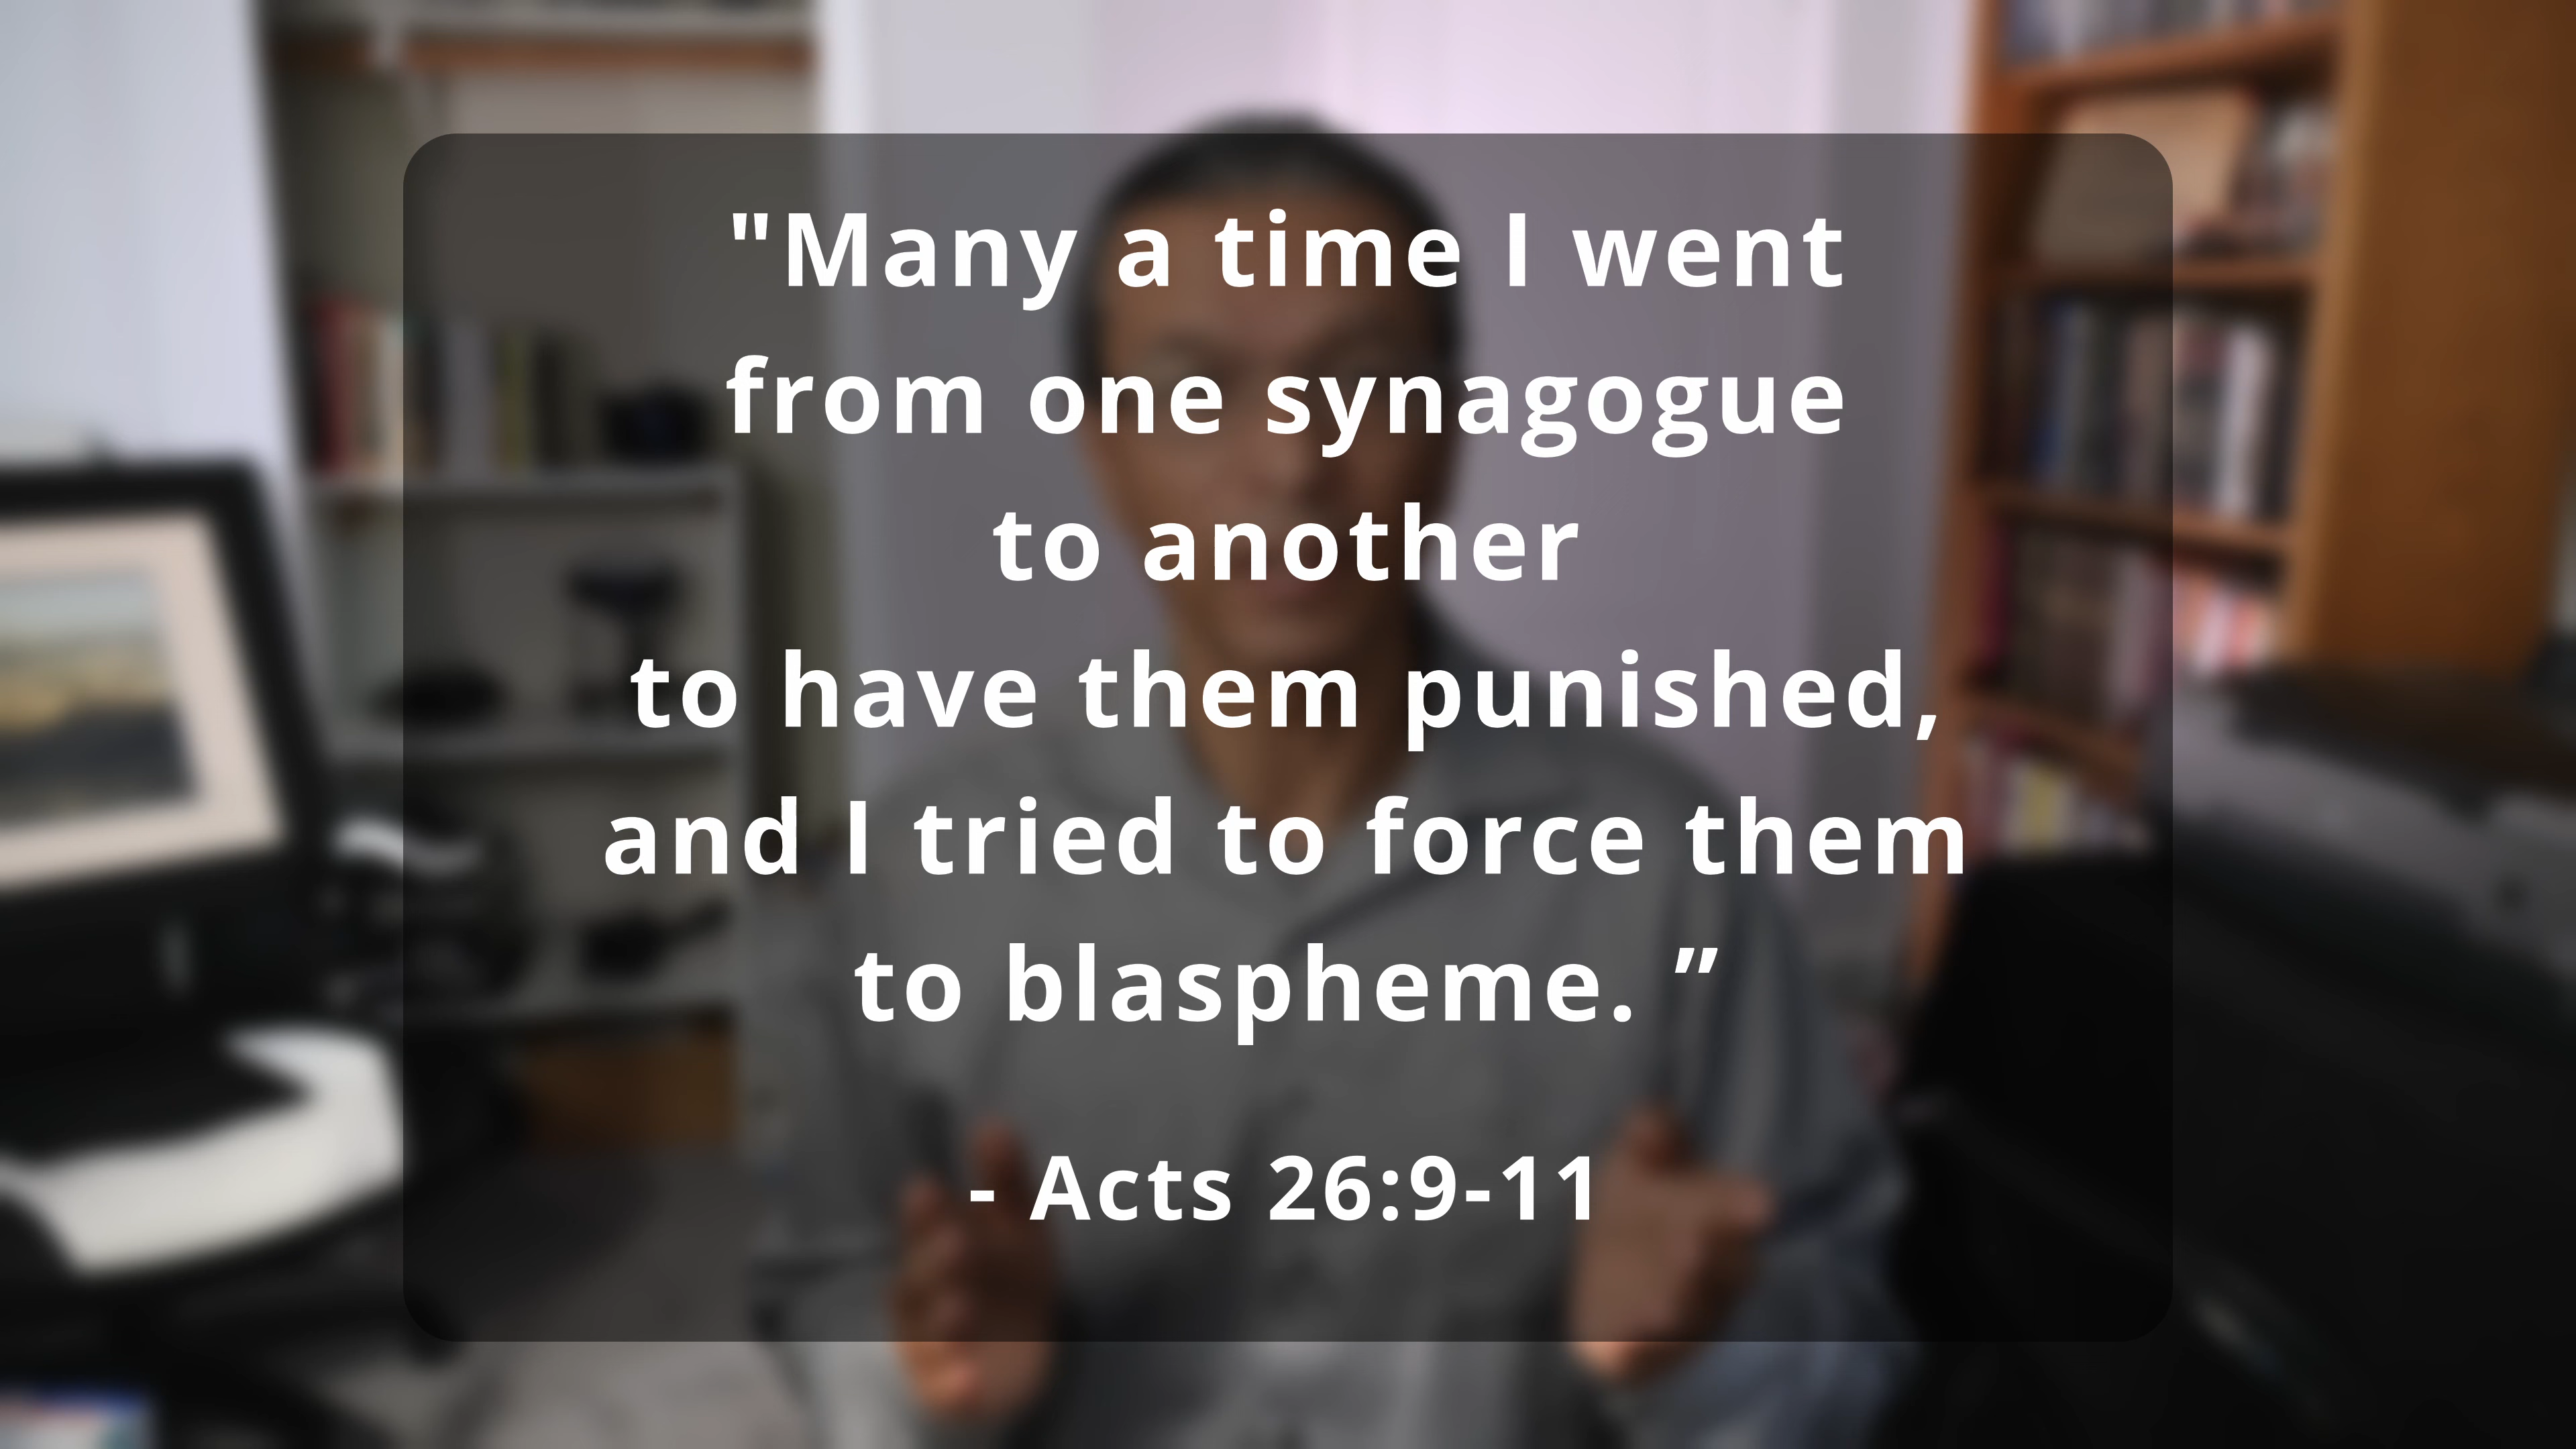 "Many a time I went
from one synagogue
to another
to have them punished,
and I tried to force them
to blaspheme. ”
- Acts 26:9-11